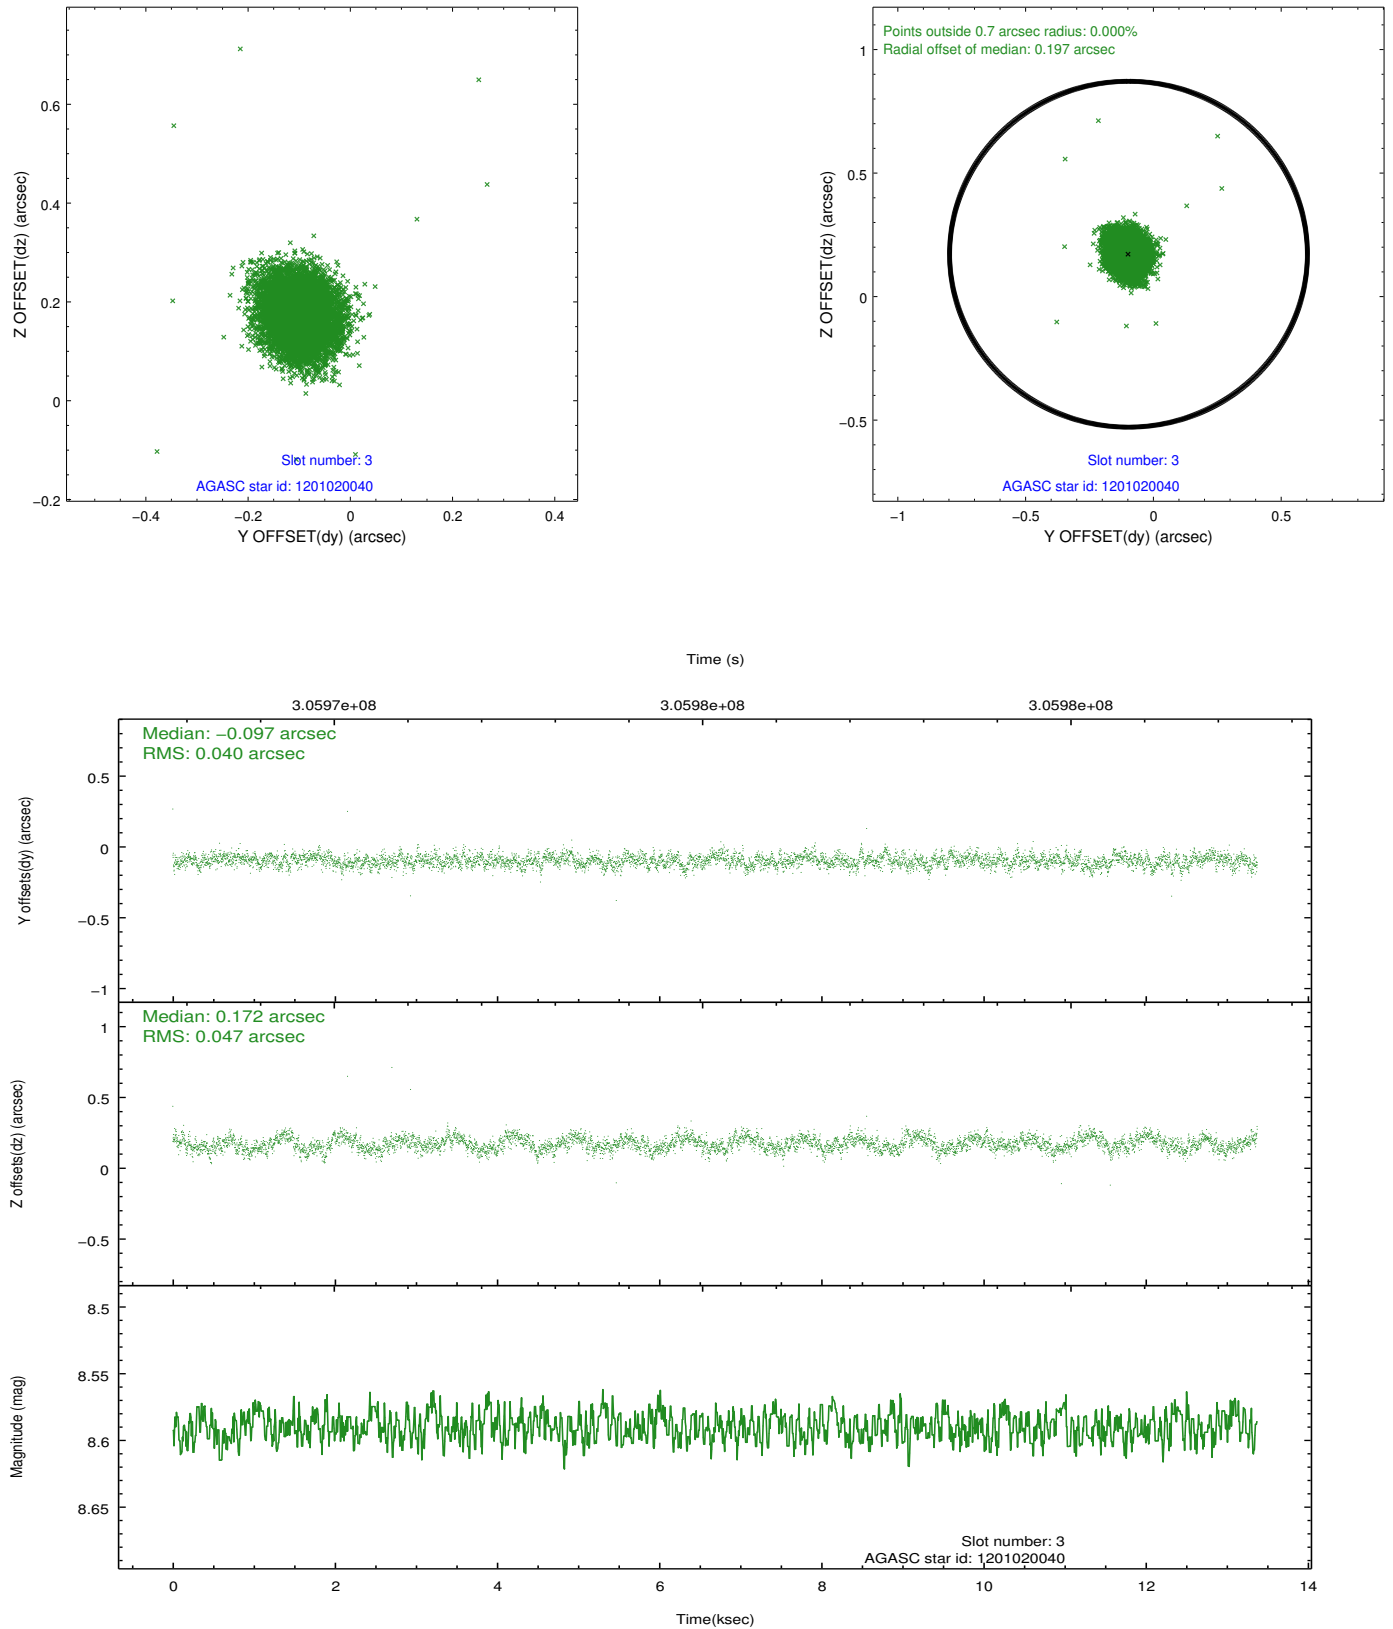 0.6
0.4
0.2
0
−0.2
−0.4
−0.2
0
0.2
0.4
Z OFFSET(dz) (arcsec)
Y OFFSET(dy) (arcsec)
Slot number: 3
AGASC star id: 1201020040
Points outside 0.7 arcsec radius: 0.000%
Radial offset of median: 0.197 arcsec
1
0.5
0
−0.5
−1
−0.5
0
0.5
Z OFFSET(dz) (arcsec)
Y OFFSET(dy) (arcsec)
Slot number: 3
AGASC star id: 1201020040
Time (s)
3.0597e+08
3.0598e+08
3.0598e+08
Median: −0.097 arcsec
RMS: 0.040 arcsec
0.5
0
−0.5
−1
Y offsets(dy) (arcsec)
Median: 0.172 arcsec
RMS: 0.047 arcsec
1
0.5
0
−0.5
Z offsets(dz) (arcsec)
8.5
8.55
8.6
8.65
Magnitude (mag)
Slot number: 3
AGASC star id: 1201020040
0
2
4
6
8
10
12
14
Time(ksec)